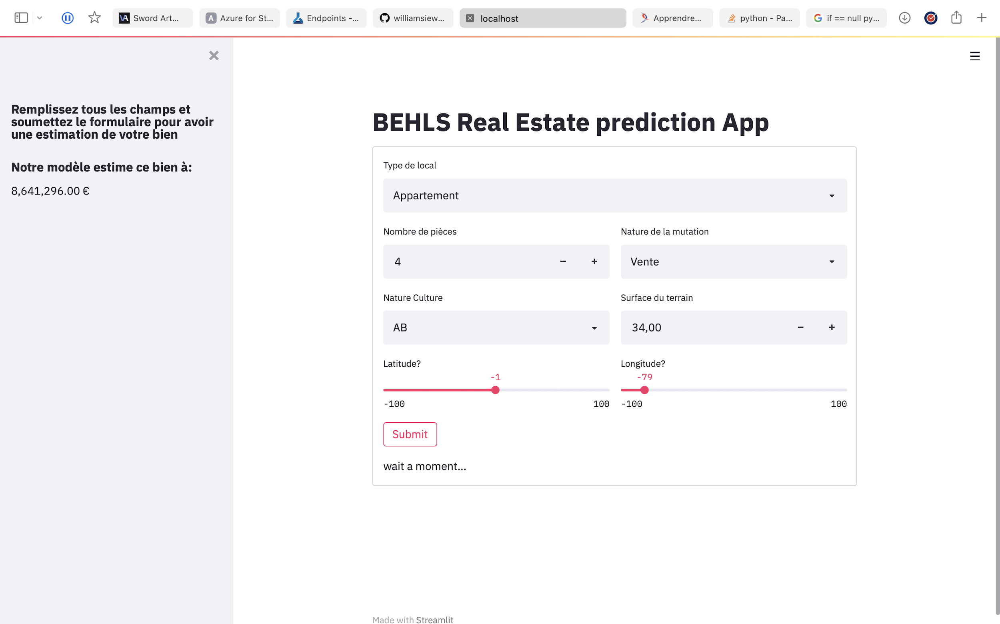 Sword Art...
Azure for St...
Endpoints -...
williamsiew...
localhost
Apprendre...
python - Pa...
if == null py...
Remplissez tous les champs et
soumettez le formulaire pour avoir
une estimation de votre bien
Notre modèle estime ce bien à:
8,641,296.00 €
BEHLS Real Estate prediction App
Type de local
Appartement
Nombre de pièces
Nature de la mutation
4
Vente
Nature Culture
Surface du terrain
AB
34,00
Latitude?
Longitude?
-1
-79
-100
100
-100
100
Submit
wait a moment...
Made with Streamlit